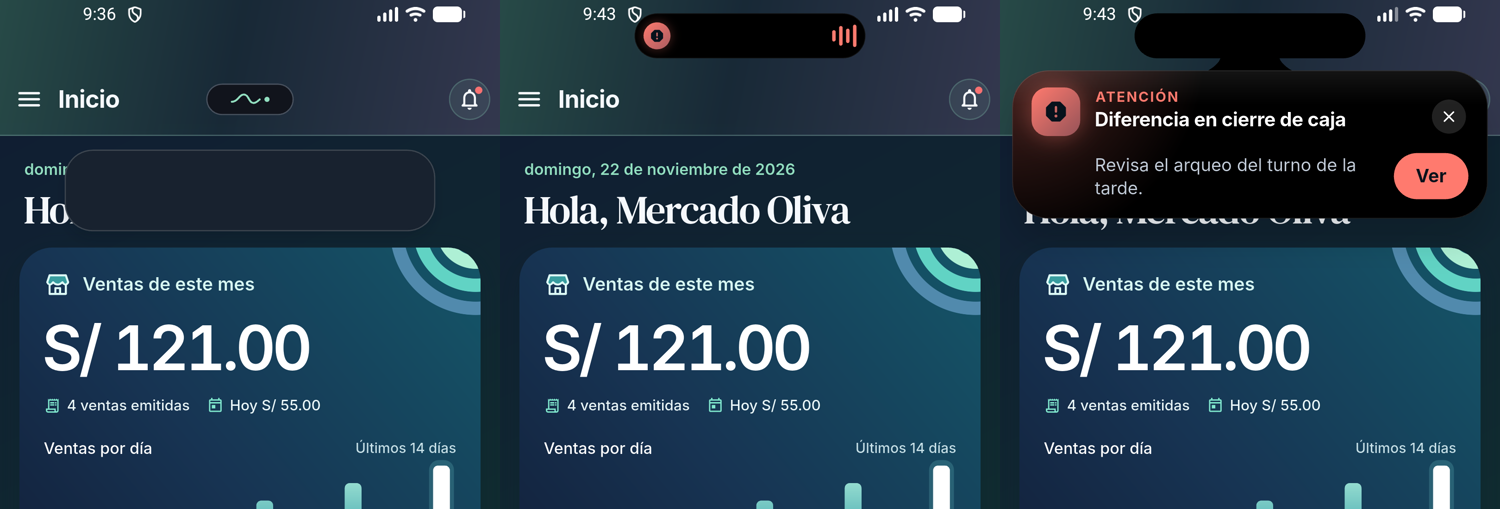 9:36
Inicio
domin
Ho
Ventas de este mes
S/ 121.00
4 ventas emitidas Hoy S/ 55.00
Ventas por día Últimos 14 días
9:43
Inicio
domingo, 22 de noviembre de 2026
Hola, Mercado Oliva
Ventas de este mes
S/ 121.00
4 ventas emitidas Hoy S/ 55.00
Ventas por día Últimos 14 días
9:43
ATENCIÓN
Diferencia en cierre de caja
Revisa el arqueo del turno de la
tarde.
Ver
Hola, Mercado Oliva
Ventas de este mes
S/ 121.00
4 ventas emitidas Hoy S/ 55.00
Ventas por día Últimos 14 días